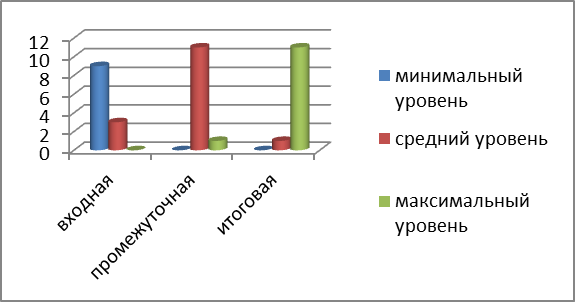 12
10
8
6
4
2
0
входная
промежуточная
итоговая
минимальный
уровень
средний уровень
максимальный
уровень